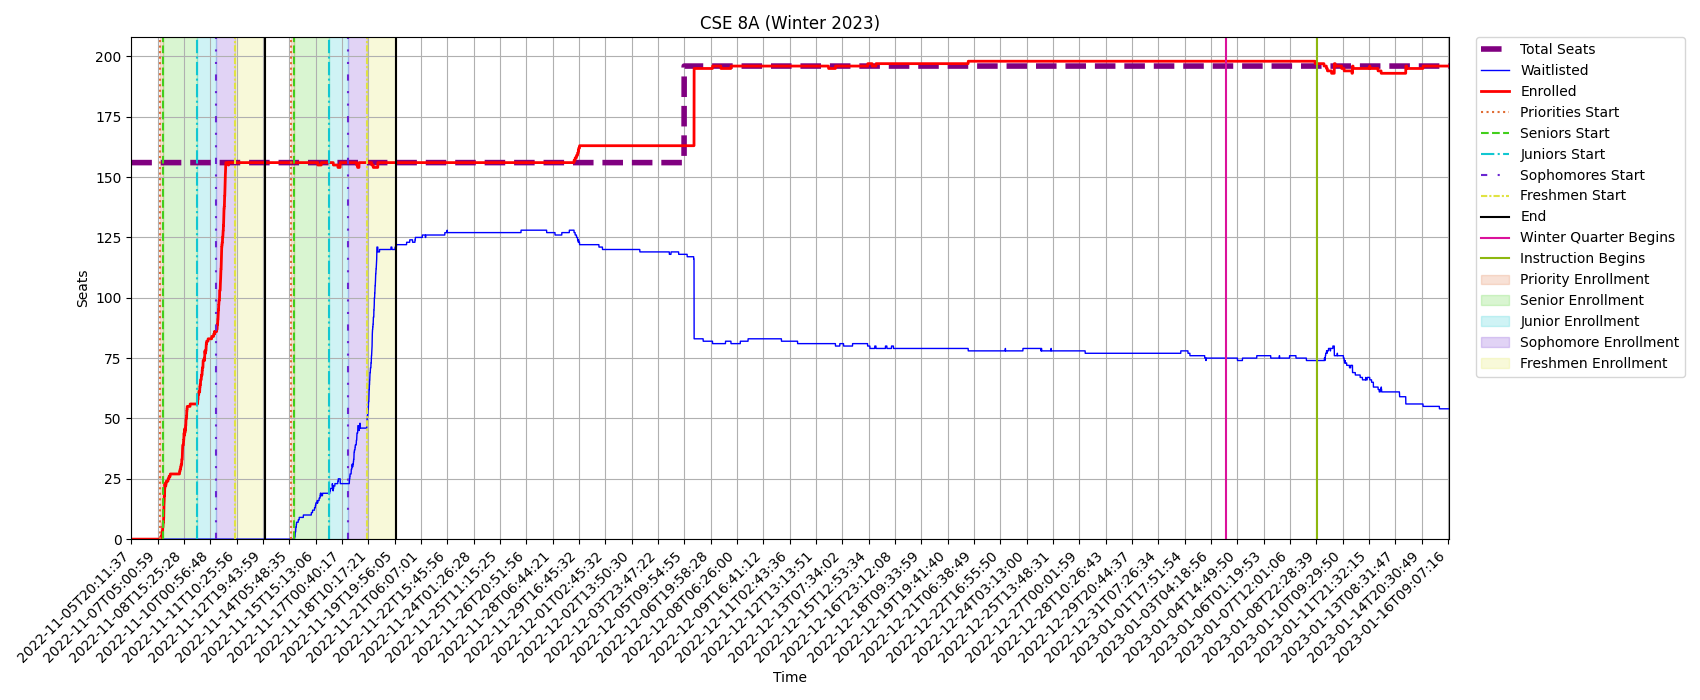 CSE 8A (Winter 2023)
Seats
200
175
150
125
100
75
50
25
0
2022-11-05T20:11:37
2022-11-07T05:00:59
2022-11-08T15:25:28
2022-11-10T00:56:48
2022-11-11T10:25:56
2022-11-12T19:43:59
2022-11-14T05:48:35
2022-11-15T15:13:06
2022-11-17T00:40:17
2022-11-18T10:17:21
2022-11-19T19:56:05
2022-11-21T06:07:01
2022-11-22T15:45:56
2022-11-24T01:26:28
2022-11-25T11:15:25
2022-11-26T20:51:56
2022-11-28T06:44:21
2022-11-29T16:45:32
2022-12-01T02:45:32
2022-12-02T13:50:30
2022-12-03T23:47:22
2022-12-05T09:54:55
2022-12-06T19:58:28
2022-12-08T06:26:00
2022-12-09T16:41:12
2022-12-11T02:43:36
2022-12-12T12:13:51
2022-12-13T17:34:02
2022-12-15T12:53:34
2022-12-16T23:12:08
2022-12-18T09:33:59
2022-12-19T19:41:40
2022-12-21T06:38:49
2022-12-22T16:55:50
2022-12-24T03:13:00
2022-12-25T13:48:31
2022-12-27T00:01:59
2022-12-28T10:26:43
2022-12-29T20:44:37
2022-12-31T07:26:34
2023-01-01T17:51:54
2023-01-03T04:18:56
2023-01-04T14:49:50
2023-01-06T01:19:53
2023-01-07T12:01:06
2023-01-08T22:28:39
2023-01-10T09:29:50
2023-01-11T21:32:15
2023-01-13T08:31:47
2023-01-14T20:30:49
2023-01-16T09:07:16
Time
Total Seats
Waitlisted
Enrolled
Priorities Start
Seniors Start
Juniors Start
Sophomores Start
Freshmen Start
End
Winter Quarter Begins
Instruction Begins
Priority Enrollment
Senior Enrollment
Junior Enrollment
Sophomore Enrollment
Freshmen Enrollment